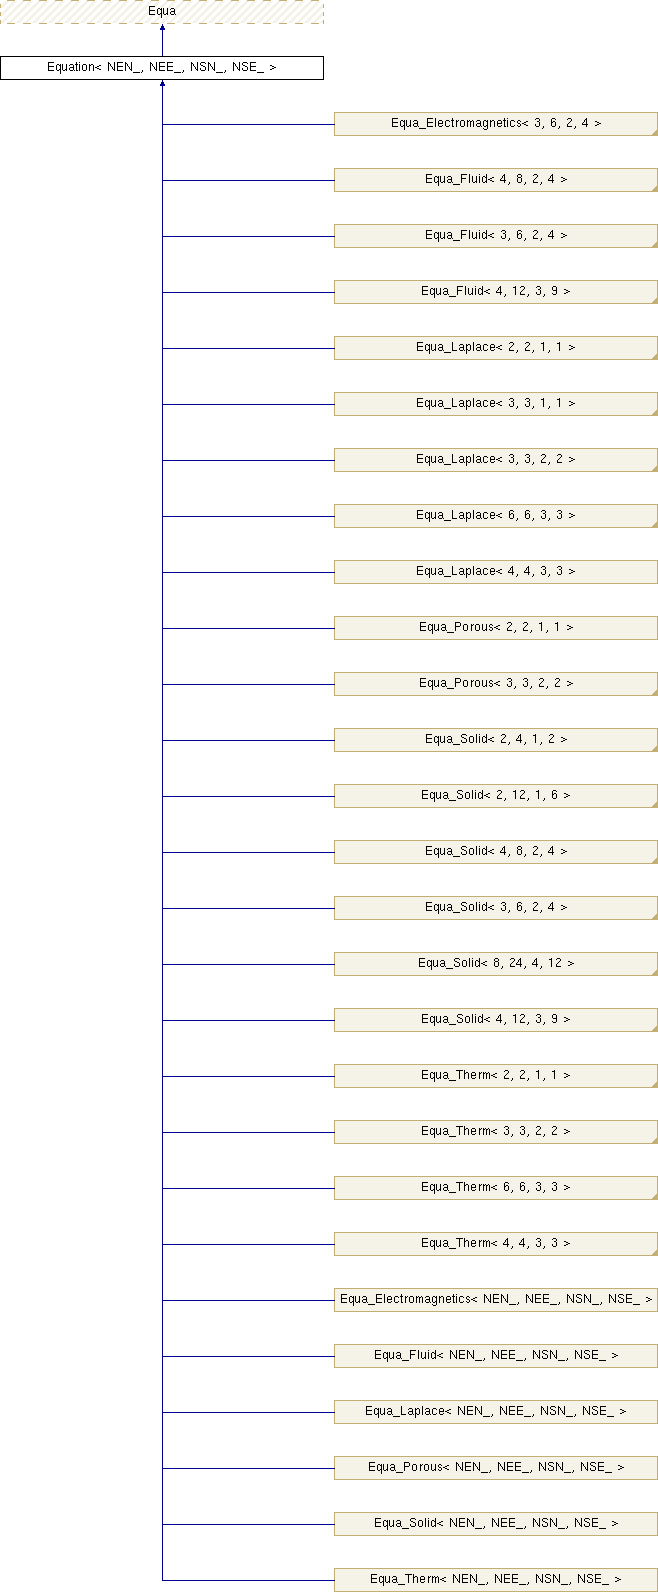 Equa
Equation< NEN_, NEE_, NSN_, NSE_ >
Equa_Electromagnetics< 3, 6, 2, 4 >
Equa_Fluid< 4, 8, 2, 4 >
Equa_Fluid< 3, 6, 2, 4 >
Equa_Fluid< 4, 12, 3, 9 >
Equa_Laplace< 2, 2, 1, 1 >
Equa_Laplace< 3, 3, 1, 1 >
Equa_Laplace< 3, 3, 2, 2 >
Equa_Laplace< 6, 6, 3, 3 >
Equa_Laplace< 4, 4, 3, 3 >
Equa_Porous< 2, 2, 1, 1 >
Equa_Porous< 3, 3, 2, 2 >
Equa_Solid< 2, 4, 1, 2 >
Equa_Solid< 2, 12, 1, 6 >
Equa_Solid< 4, 8, 2, 4 >
Equa_Solid< 3, 6, 2, 4 >
Equa_Solid< 8, 24, 4, 12 >
Equa_Solid< 4, 12, 3, 9 >
Equa_Therm< 2, 2, 1, 1 >
Equa_Therm< 3, 3, 2, 2 >
Equa_Therm< 6, 6, 3, 3 >
Equa_Therm< 4, 4, 3, 3 >
Equa_Electromagnetics< NEN_, NEE_, NSN_, NSE_ >
Equa_Fluid< NEN_, NEE_, NSN_, NSE_ >
Equa_Laplace< NEN_, NEE_, NSN_, NSE_ >
Equa_Porous< NEN_, NEE_, NSN_, NSE_ >
Equa_Solid< NEN_, NEE_, NSN_, NSE_ >
Equa_Therm< NEN_, NEE_, NSN_, NSE_ >